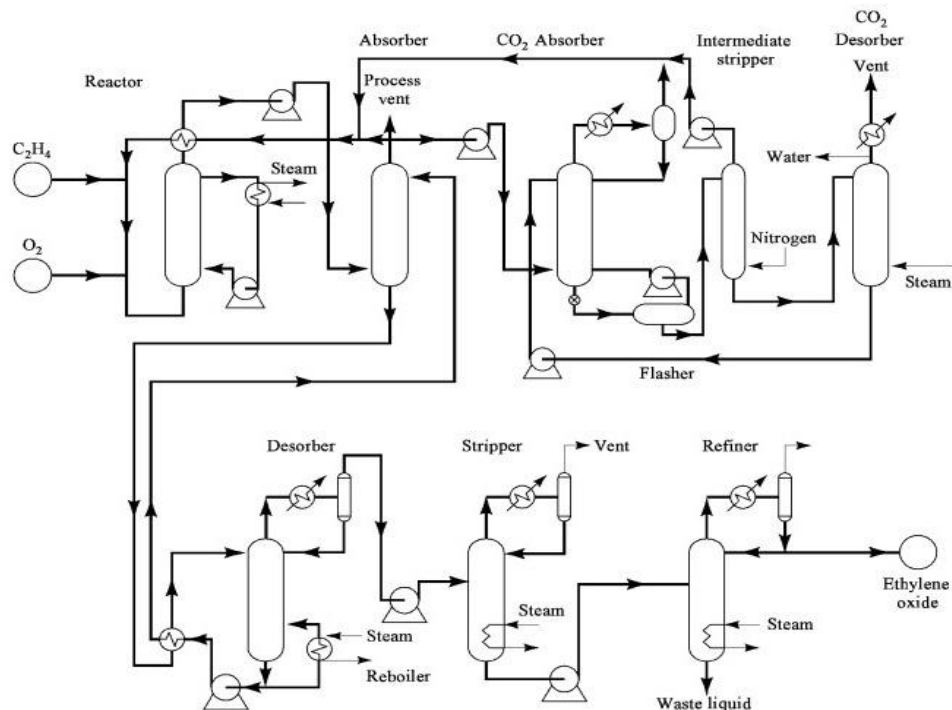 CO2
Absorber
CO2 Absorber
Intermediate
Desorber
stripper
Vent
Reactor
Process
vent
C2H4
Water
Steam
O2
Nitrogen
Steam
Flasher
Desorber
Stripper
Vent
Refiner
Ethylene
oxide
Steam
Steam
Steam
Reboiler
Waste liquid